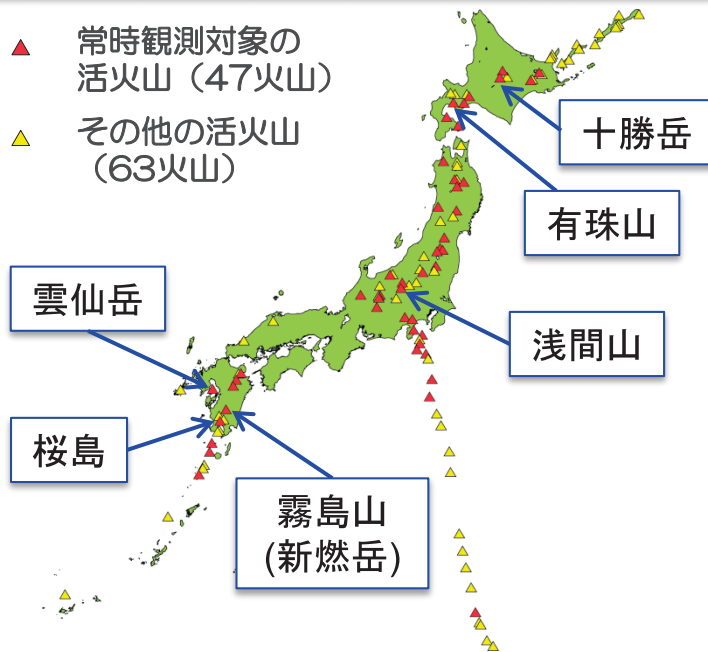 常時観測対象の
活火山（47火山）
その他の活火山
（63火山）
十勝岳
有珠山
雲仙岳
浅間山
桜島
霧島山
(新燃岳)